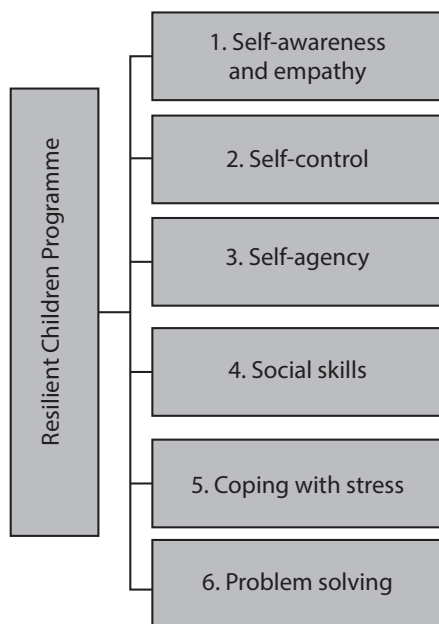 Resilient Children Programme
1. Self-awareness
and empathy
2. Self-control
3. Self-agency
4. Social skills
5. Coping with stress
6. Problem solving